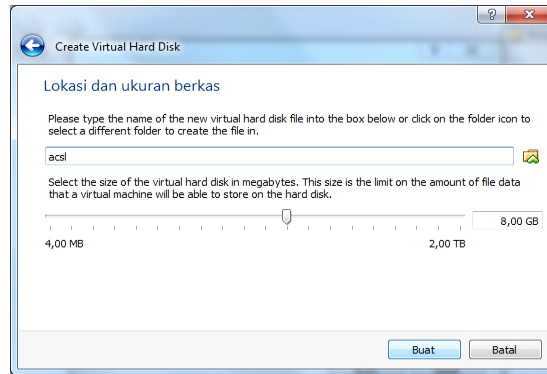 Create Virtual Hard Disk
Lokasi dan ukuran berkas
Please type the name of the new virtual hard disk file into the box below or click on the folder icon to
select a different folder to create the file in.
acsl
Select the size of the virtual hard disk in megabytes. This size is the limit on the amount of file data
that a virtual machine will be able to store on the hard disk.
8,00 GB
4,00 MB 2,00 TB
Buat Batal